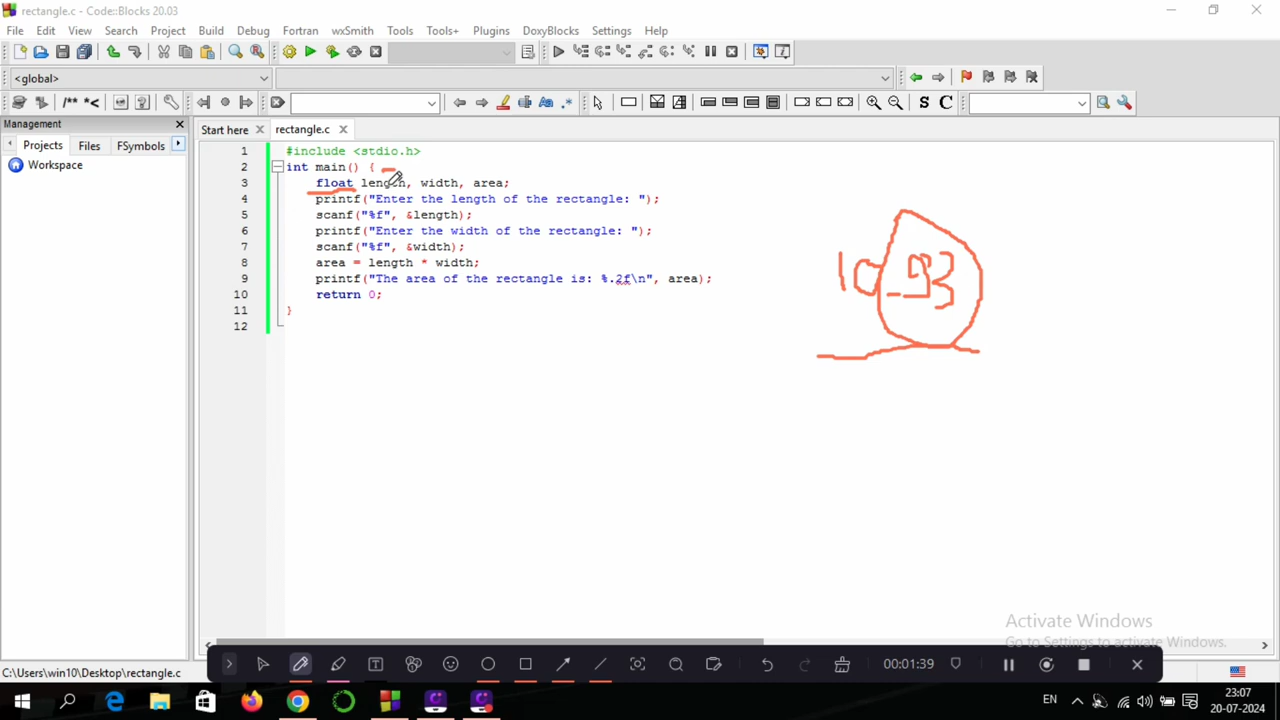 rectangle.c - Code::Blocks 20.03
File Edit View Search Project Build Debug Fortran wxSmith Tools Tools+ Plugins DoxyBlocks Settings Help
<global>
/** *<
S C
Management
Projects Files FSymbols
Workspace
Start here rectangle.c
1 #include <stdio.h>
2 int main() {
3 float length, width, area;
4 printf("Enter the length of the rectangle: ");
5 scanf("%f", &length);
6 printf("Enter the width of the rectangle: ");
7 scanf("%f", &width);
8 area = length * width;
9 printf("The area of the rectangle is: %.2f\n", area);
10 return 0;
11 }
12
10
Activate Windows
Go to Settings to activate Windows.
C:\Users\win10\Desktop\rectangle.c
00:01:39
EN
23:07
20-07-2024